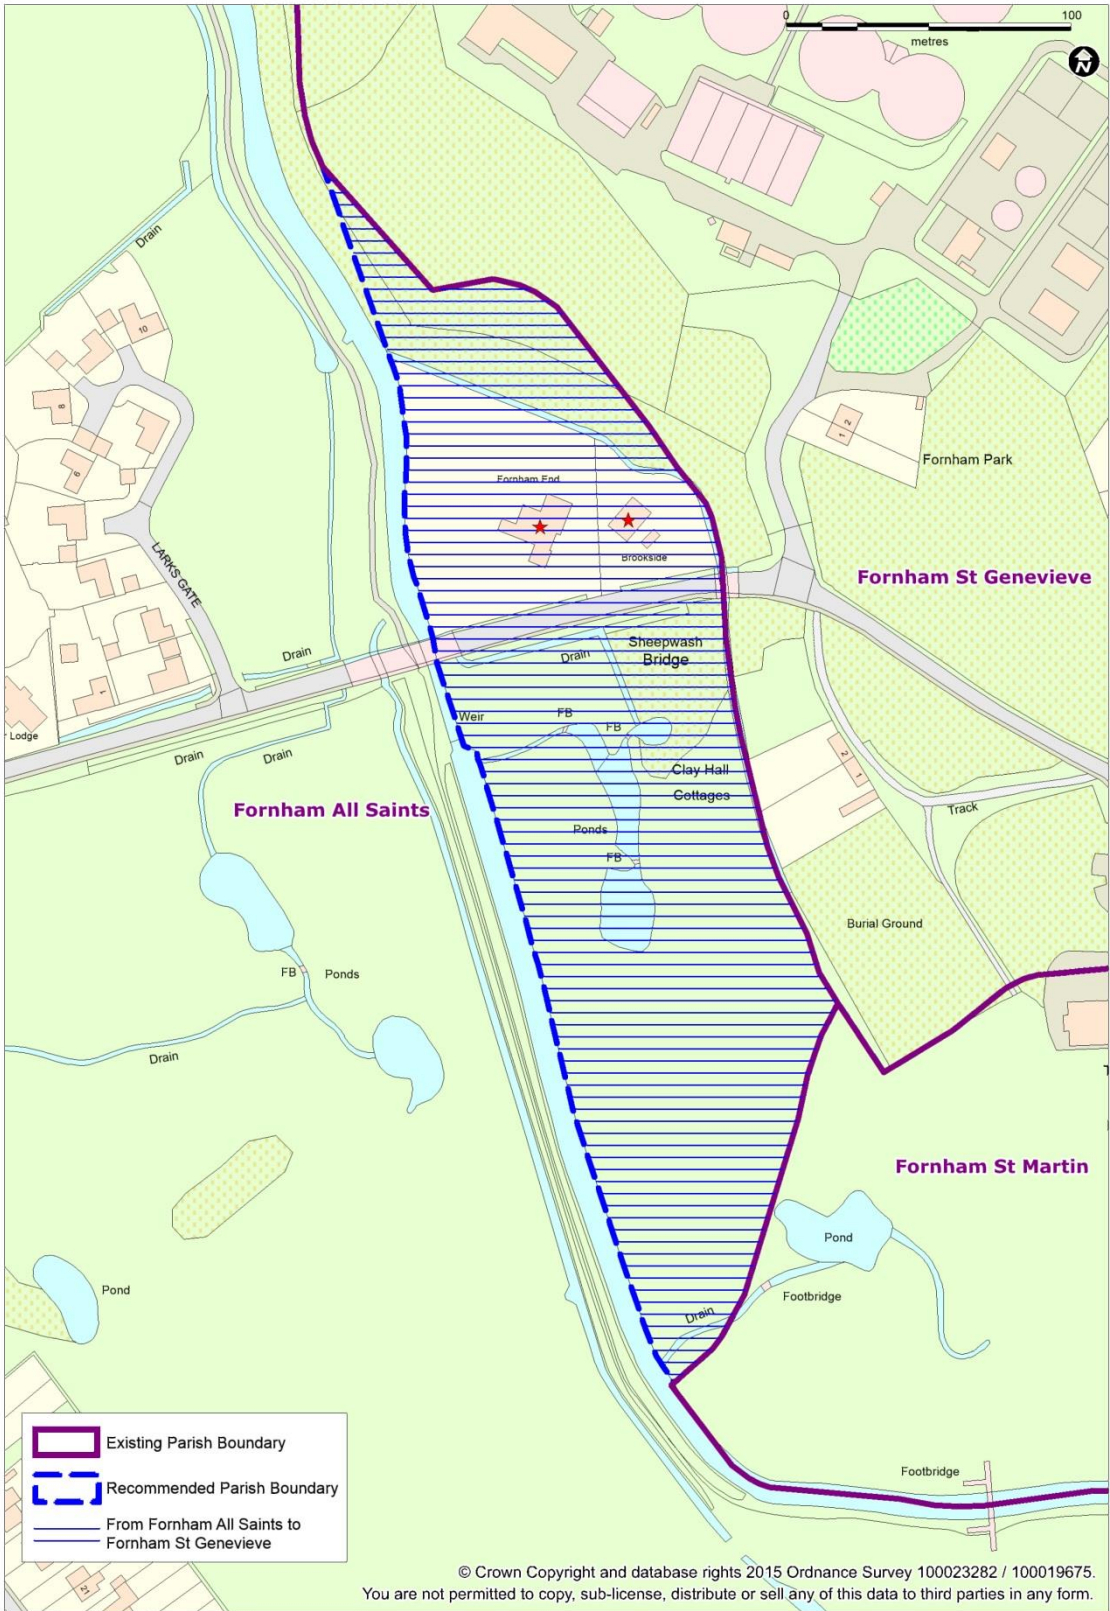 0
100
metres
N
Drain
10
8
6
LARKS GATE
Fornham End
Brookside
2
1
Fornham Park
Fornham St Genevieve
Sheepwash
Bridge
Drain
Drain
1
Lodge
Weir
FB
FB
Drain
Drain
Clay Hall
Cottages
2
1
Track
Fornham All Saints
Ponds
FB
Burial Ground
FB
Ponds
Drain
Fornham St Martin
Pond
Pond
Footbridge
Drain
Existing Parish Boundary
Recommended Parish Boundary
From Fornham All Saints to
Fornham St Genevieve
Footbridge
21
© Crown Copyright and database rights 2015 Ordnance Survey 100023282 / 100019675.
You are not permitted to copy, sub-license, distribute or sell any of this data to third parties in any form.